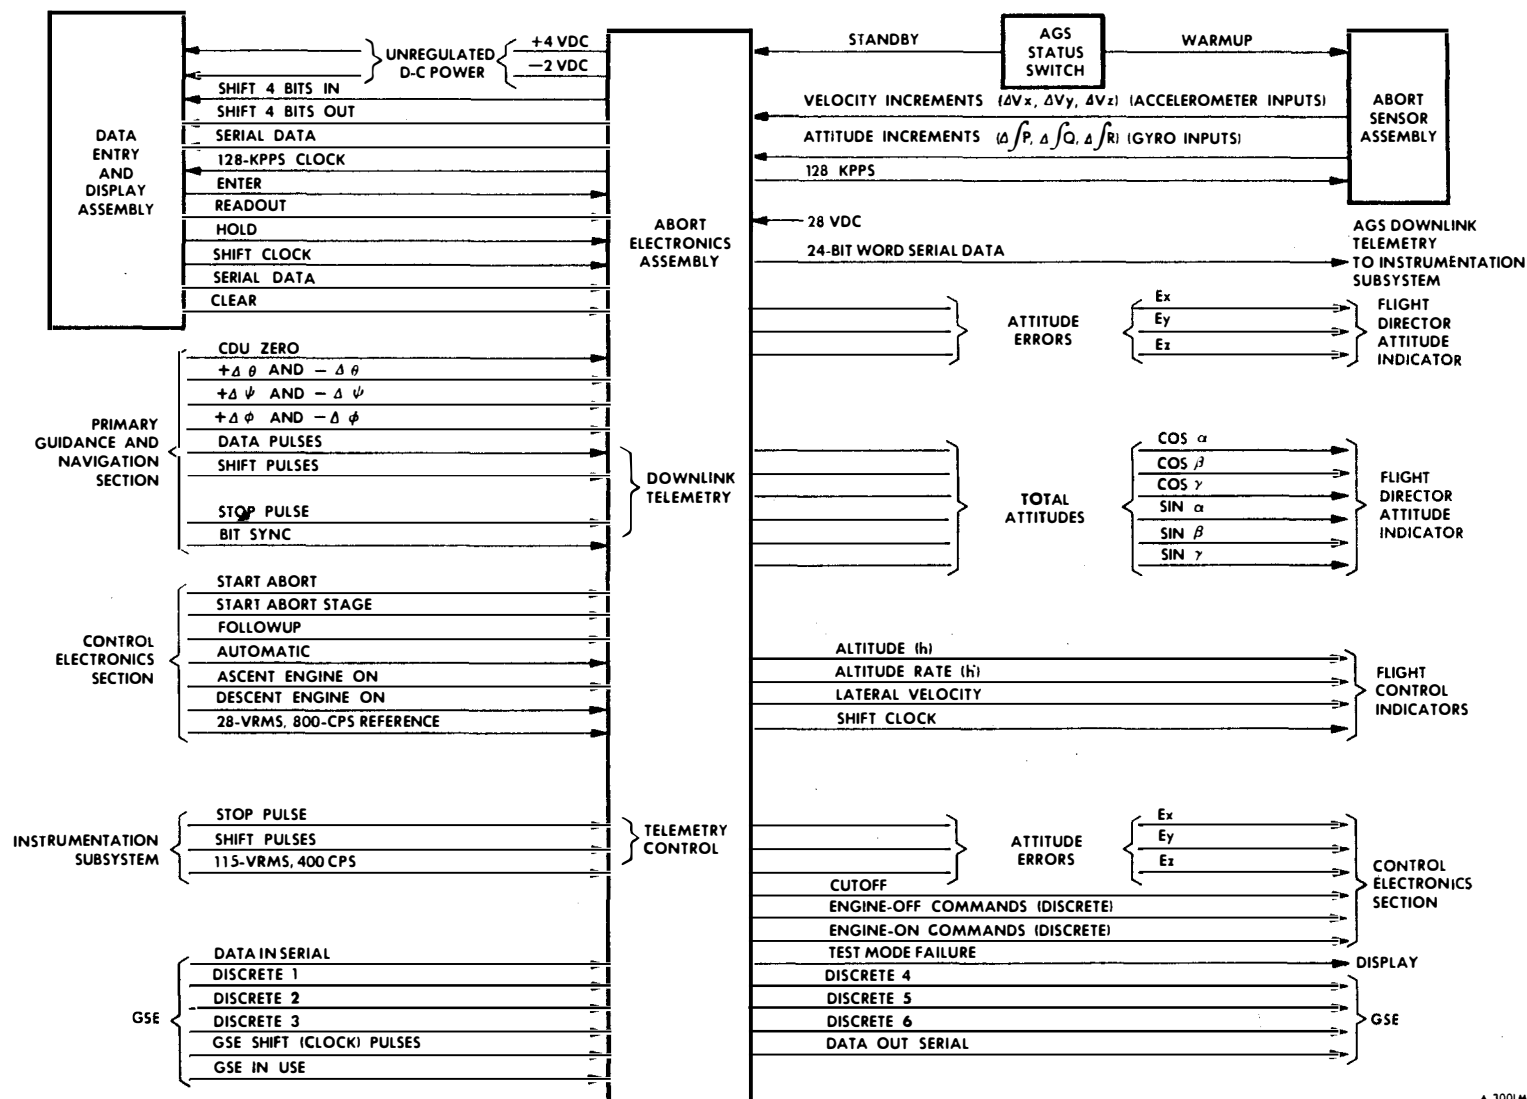 DATA
ENTRY
AND
DISPLAY
ASSEMBLY
UNREGULATED
D-C POWER
+4 VDC
−2 VDC
SHIFT 4 BITS IN
SHIFT 4 BITS OUT
SERIAL DATA
128-KPPS CLOCK
ENTER
READOUT
HOLD
SHIFT CLOCK
SERIAL DATA
CLEAR
PRIMARY
GUIDANCE AND
NAVIGATION
SECTION
CDU ZERO
+Δ θ AND − Δ θ
+Δ ψ AND − Δ ψ
+Δ φ AND − Δ φ
DATA PULSES
SHIFT PULSES
STOP PULSE
BIT SYNC
DOWNLINK
TELEMETRY
CONTROL
ELECTRONICS
SECTION
START ABORT
START ABORT STAGE
FOLLOWUP
AUTOMATIC
ASCENT ENGINE ON
DESCENT ENGINE ON
28-VRMS, 800-CPS REFERENCE
INSTRUMENTATION
SUBSYSTEM
STOP PULSE
SHIFT PULSES
115-VRMS, 400 CPS
TELEMETRY
CONTROL
GSE
DATA IN SERIAL
DISCRETE 1
DISCRETE 2
DISCRETE 3
GSE SHIFT (CLOCK) PULSES
GSE IN USE
ABORT
ELECTRONICS
ASSEMBLY
STANDBY
AGS
STATUS
SWITCH
WARMUP
ABORT
SENSOR
ASSEMBLY
VELOCITY INCREMENTS (ΔVx, ΔVy, ΔVz) (ACCELEROMETER INPUTS)
ATTITUDE INCREMENTS (Δ∫P, Δ∫Q, Δ∫R) (GYRO INPUTS)
128 KPPS
28 VDC
24-BIT WORD SERIAL DATA
AGS DOWNLINK
TELEMETRY
TO INSTRUMENTATION
SUBSYSTEM
ATTITUDE
ERRORS
Ex
Ey
Ez
FLIGHT
DIRECTOR
ATTITUDE
INDICATOR
TOTAL
ATTITUDES
COS α
COS β
COS γ
SIN α
SIN β
SIN γ
FLIGHT
DIRECTOR
ATTITUDE
INDICATOR
ALTITUDE (h)
ALTITUDE RATE (ḣ)
LATERAL VELOCITY
SHIFT CLOCK
FLIGHT
CONTROL
INDICATORS
ATTITUDE
ERRORS
Ex
Ey
Ez
CUTOFF
ENGINE-OFF COMMANDS (DISCRETE)
ENGINE-ON COMMANDS (DISCRETE)
CONTROL
ELECTRONICS
SECTION
TEST MODE FAILURE
DISPLAY
DISCRETE 4
DISCRETE 5
DISCRETE 6
DATA OUT SERIAL
GSE